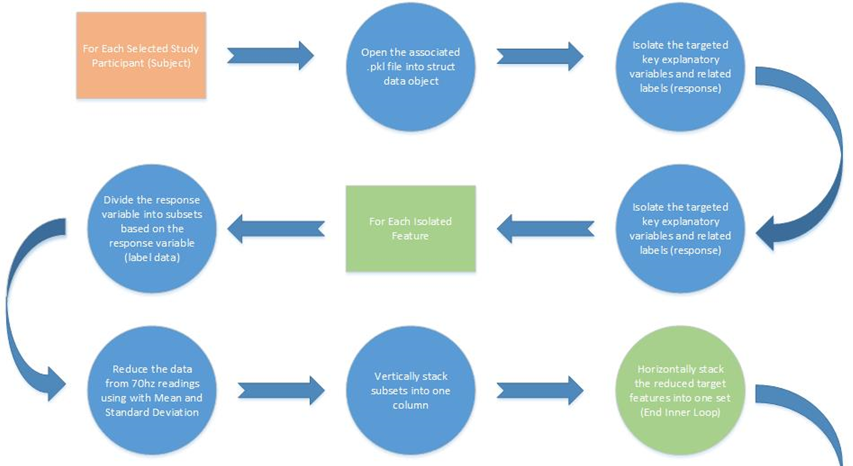 For Each Selected Study
Participant (Subject)
Open the associated
.pkl file into struct
data object
Isolate the targeted
key explanatory
variables and related
labels (response)
Isolate the targeted
key explanatory
variables and related
labels (response)
For Each Isolated
Feature
Divide the response
variable into subsets
based on the
response variable
(label data)
Reduce the data
from 70hz readings
using with Mean and
Standard Deviation
Vertically stack
subsets into one
column
Horizontally stack
the reduced target
features into one set
(End Inner Loop)